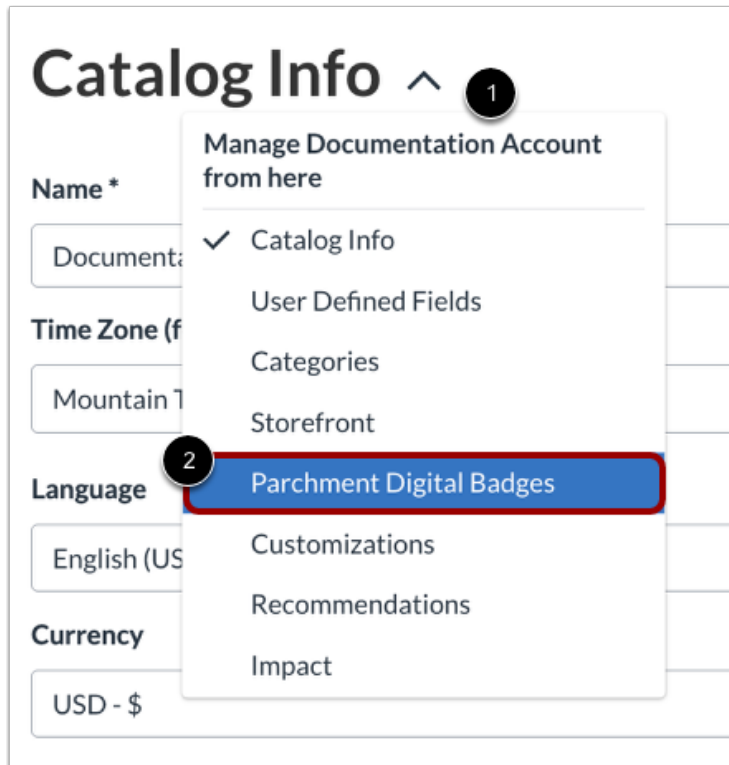 Catalog Info
1
Manage Documentation Account
from here
Name *
Catalog Info
Documenta
User Defined Fields
Time Zone (f
Categories
Mountain T
Storefront
2
Parchment Digital Badges
Language
Customizations
English (US
Recommendations
Currency
Impact
USD - $